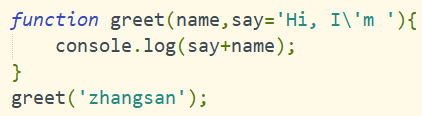 function greet(name,say='Hi, I\'m '){
    console.log(say+name);
}
greet('zhangsan');